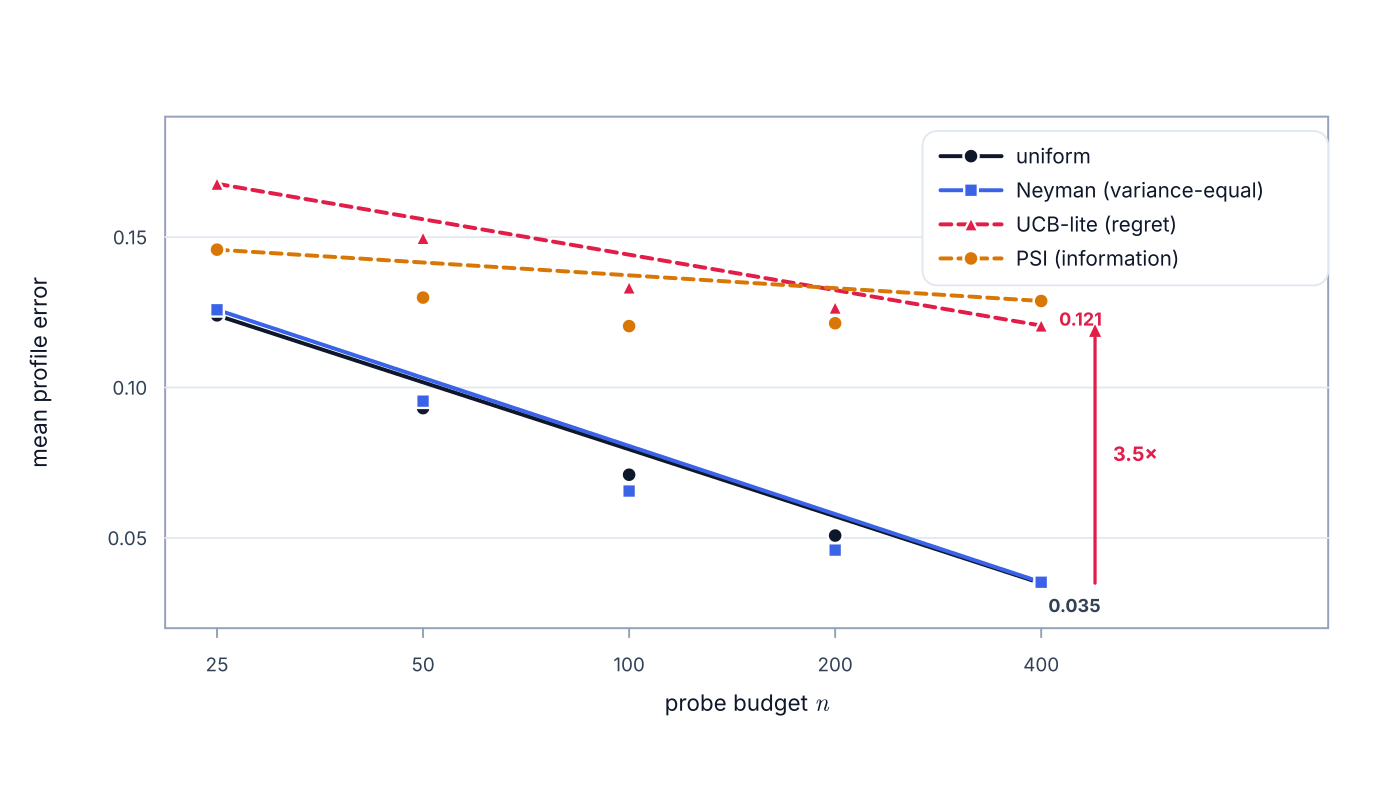 uniform
Neyman (variance-equal)
UCB-lite (regret)
PSI (information)
0.15
0.10
0.05
mean profile error
0.121
3.5×
0.035
25 50 100 200 400
probe budget n